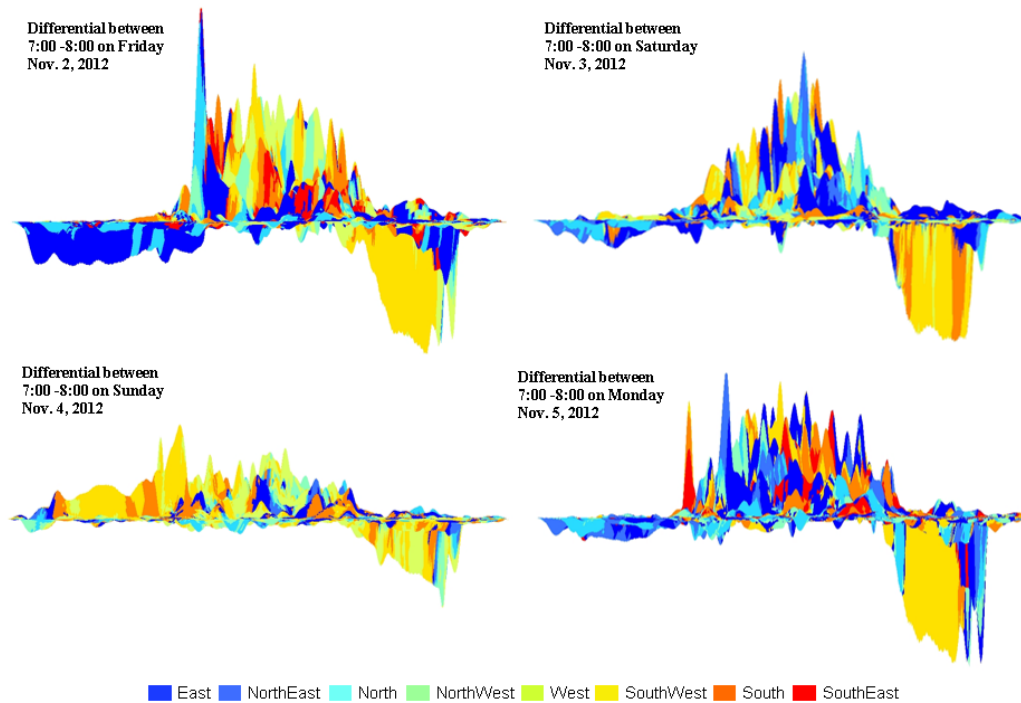 Differential between
7:00 -8:00 on Friday
Nov. 2, 2012
Differential between
7:00 -8:00 on Saturday
Nov. 3, 2012
Differential between
7:00 -8:00 on Sunday
Nov. 4, 2012
Differential between
7:00 -8:00 on Monday
Nov. 5, 2012
East NorthEast North NorthWest West SouthWest South SouthEast